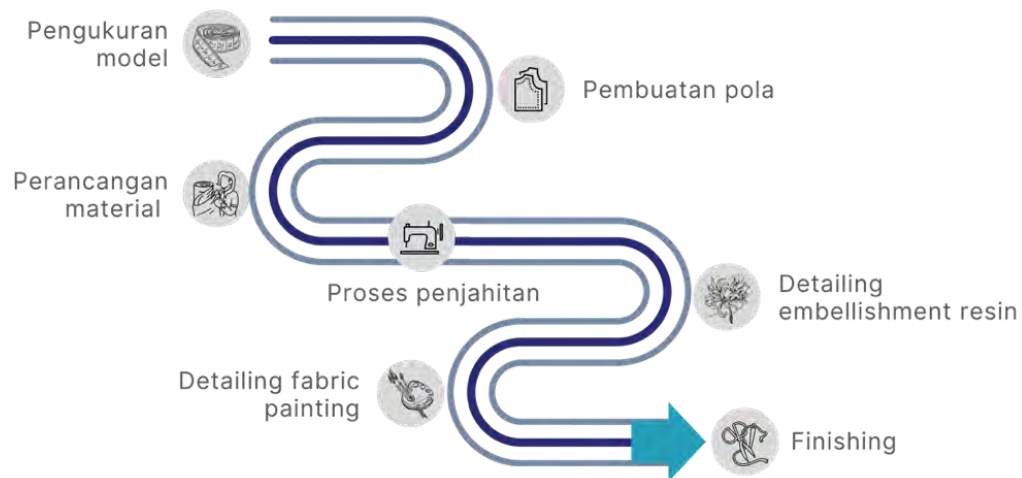 Pengukuran
model
Pembuatan pola
Perancangan
material
Proses penjahitan
Detailing
embellishment resin
Detailing fabric
painting
Finishing